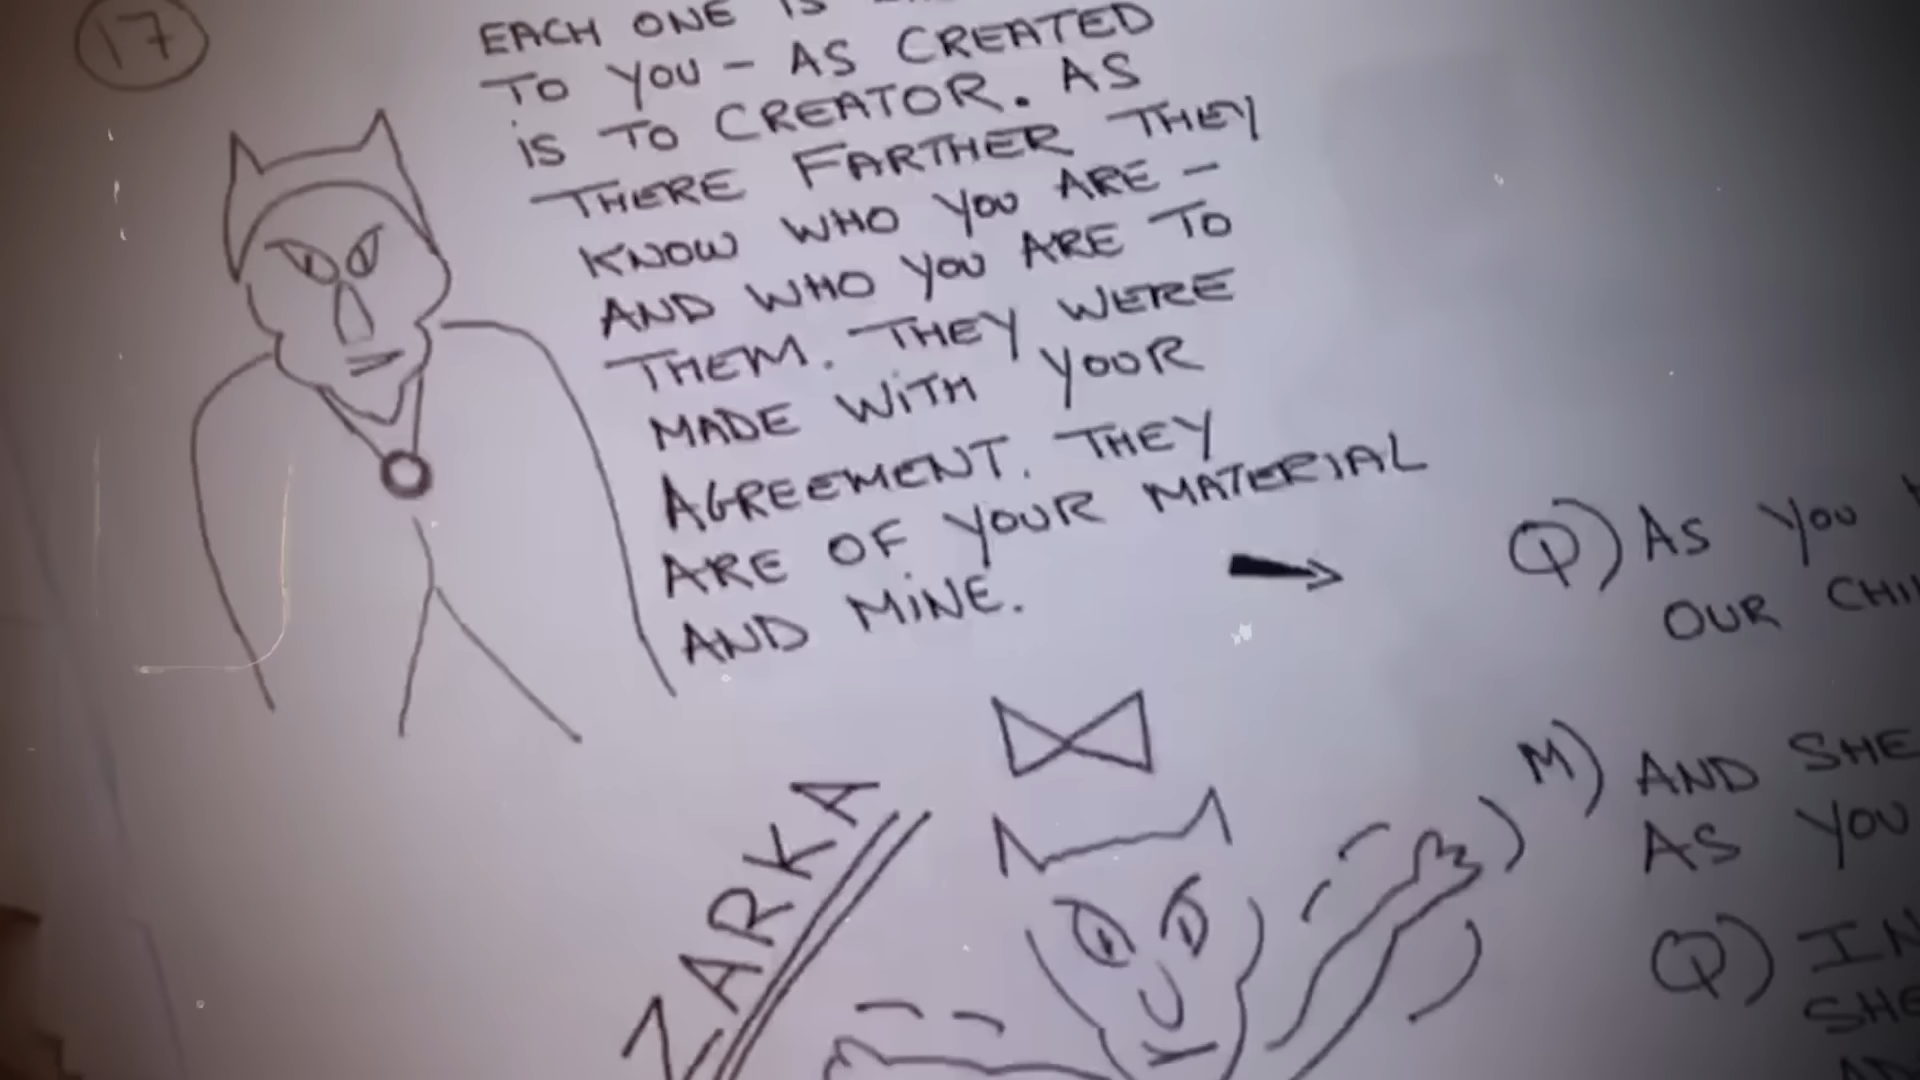 17
EACH ONE IS
TO YOU - AS CREATED
IS TO CREATOR. AS
THERE FARTHER THEY
KNOW WHO YOU ARE -
AND WHO YOU ARE TO
THEM. THEY WERE
MADE WITH YOOR
AGREEMENT. THEY
ARE OF YOUR MATERIAL
AND MINE.
ZARKA
Q) AS YOU
OUR
M) AND SHE
AS YOU
Q)
SHE